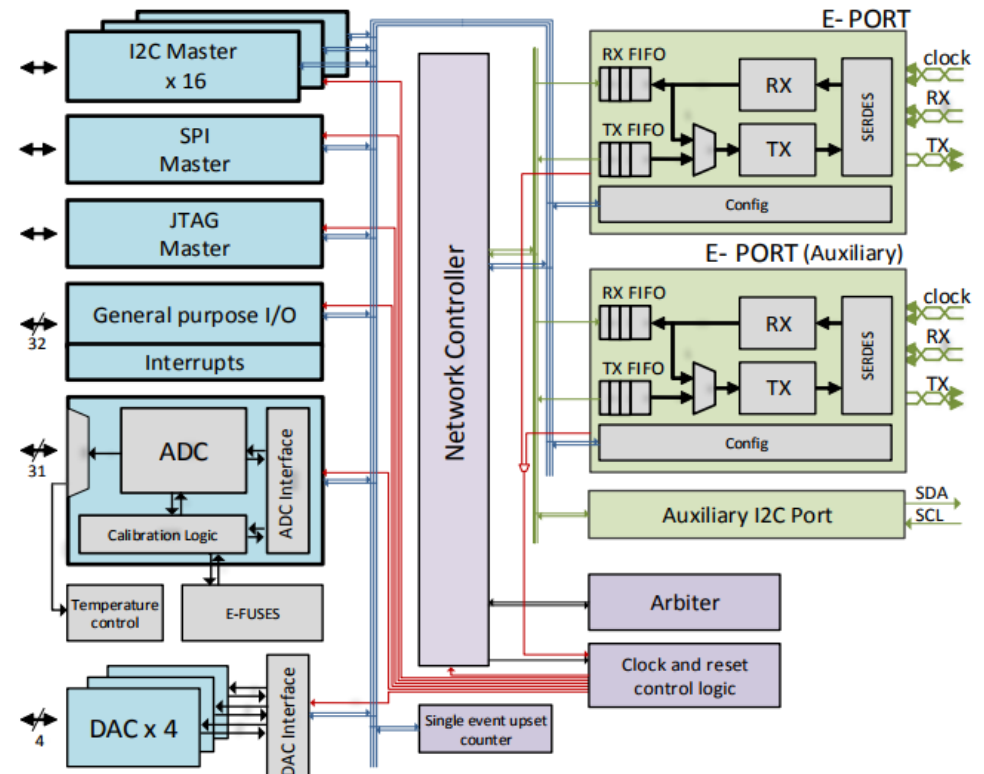 I2C Master
x 16
SPI
Master
JTAG
Master
General purpose I/O
Interrupts
32
ADC
ADC Interface
Calibration Logic
31
Temperature
control
E-FUSES
DAC x 4
DAC Interface
4
Network Controller
E- PORT
RX FIFO
RX
TX FIFO
TX
SERDES
Config
clock
RX
TX
E- PORT (Auxiliary)
RX FIFO
RX
TX FIFO
TX
SERDES
Config
clock
RX
TX
Auxiliary I2C Port
SDA
SCL
Arbiter
Clock and reset
control logic
Single event upset
counter